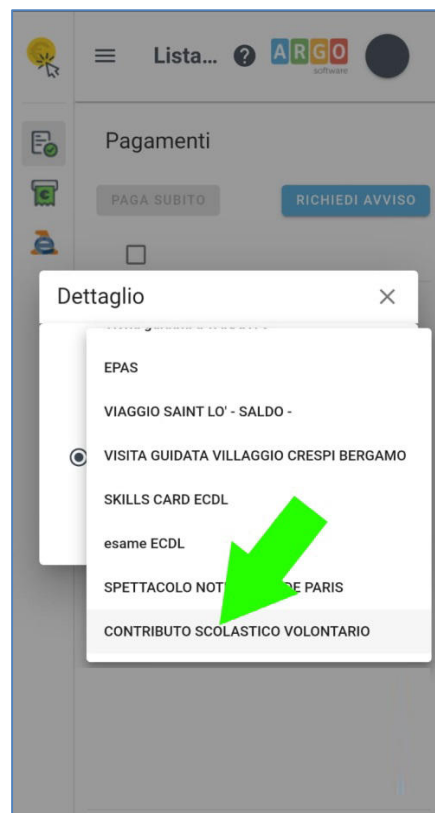 Lista...
ARGO
software
Pagamenti
PAGA SUBITO
RICHIEDI AVVISO
Dettaglio
EPAS
VIAGGIO SAINT LO' - SALDO -
VISITA GUIDATA VILLAGGIO CRESPI BERGAMO
SKILLS CARD ECDL
esame ECDL
SPETTACOLO NOT DE PARIS
CONTRIBUTO SCOLASTICO VOLONTARIO